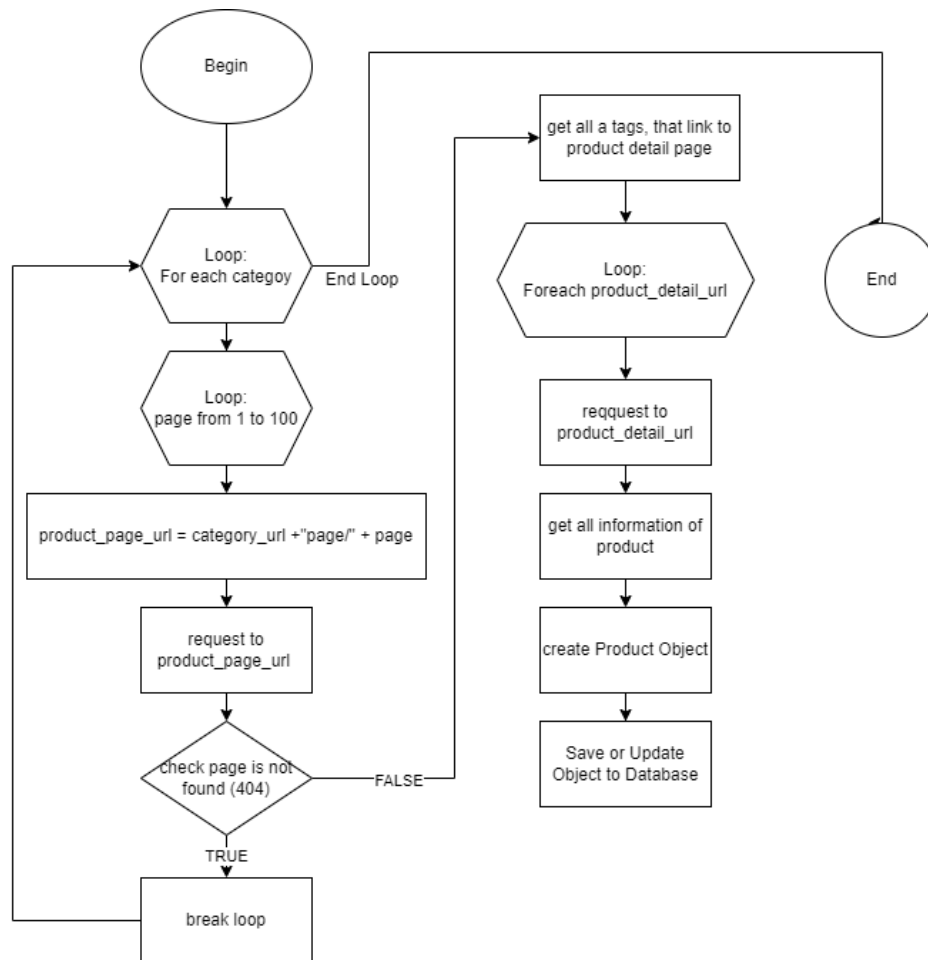 Begin
Loop:
For each categoy
End Loop
Loop:
page from 1 to 100
product_page_url = category_url +"page/" + page
request to
product_page_url
check page is not
found (404)
FALSE
TRUE
break loop
get all a tags, that link to
product detail page
Loop:
Foreach product_detail_url
reqquest to
product_detail_url
get all information of
product
create Product Object
Save or Update
Object to Database
End